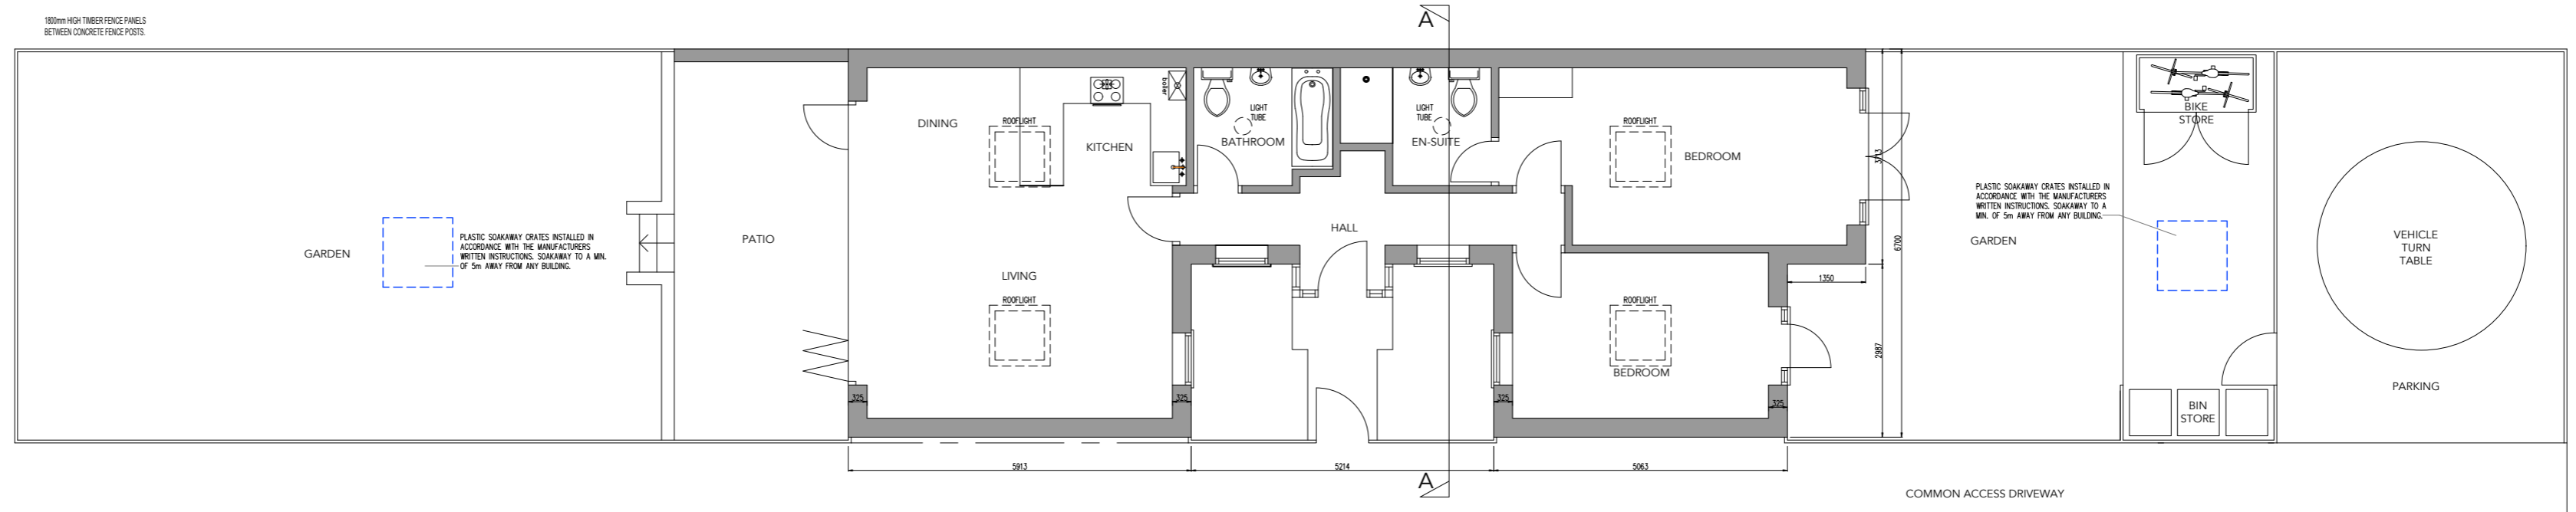 1800mm HIGH TIMBER FENCE PANELS
BETWEEN CONCRETE FENCE POSTS.
A
GARDEN
PLASTIC SOAKAWAY CRATES INSTALLED IN
ACCORDANCE WITH THE MANUFACTURERS
WRITTEN INSTRUCTIONS. SOAKAWAY TO A MIN.
OF 5m AWAY FROM ANY BUILDING.
PATIO
DINING
ROOFLIGHT
KITCHEN
boiler
LIGHT
TUBE
BATHROOM
LIGHT
TUBE
EN-SUITE
ROOFLIGHT
BEDROOM
3713
6700
HALL
LIVING
ROOFLIGHT
ROOFLIGHT
BEDROOM
1350
2987
325
325
325
325
5913
5214
5063
A
PLASTIC SOAKAWAY CRATES INSTALLED IN
ACCORDANCE WITH THE MANUFACTURERS
WRITTEN INSTRUCTIONS. SOAKAWAY TO A
MIN. OF 5m AWAY FROM ANY BUILDING.
GARDEN
BIKE
STORE
BIN
STORE
VEHICLE
TURN
TABLE
PARKING
COMMON ACCESS DRIVEWAY